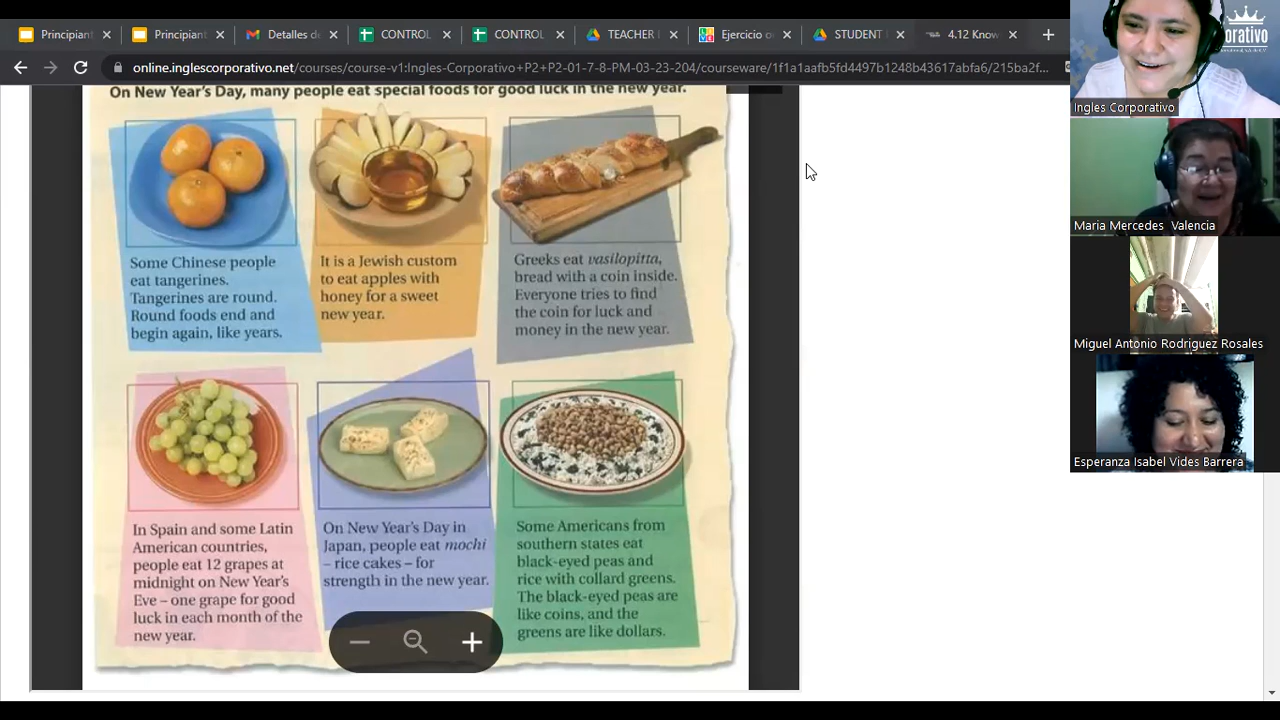 Principiant
Principiant
Detalles de
CONTROL
CONTROL
TEACHER
Ejercicio o
STUDENT
4.12 Know
online.inglescorporativo.net/courses/course-v1:Ingles-Corporativo+P2+P2-01-7-8-PM-03-23-204/courseware/1f1a1aafb5fd4497b1248b43617abfa6/215ba2f...
On New Year's Day, many people eat special foods for good luck in the new year.
Some Chinese people
eat tangerines.
Tangerines are round.
Round foods end and
begin again, like years.
It is a Jewish custom
to eat apples with
honey for a sweet
new year.
Greeks eat vasilopitta,
bread with a coin inside.
Everyone tries to find
the coin for luck and
money in the new year.
In Spain and some Latin
American countries,
people eat 12 grapes at
midnight on New Year's
Eve – one grape for good
luck in each month of the
new year.
On New Year's Day in
Japan, people eat mochi
– rice cakes – for
strength in the new year.
Some Americans from
southern states eat
black-eyed peas and
rice with collard greens.
The black-eyed peas are
like coins, and the
greens are like dollars.
orativo
Ingles Corporativo
Maria Mercedes Valencia
Miguel Antonio Rodriguez Rosales
Esperanza Isabel Vides Barrera